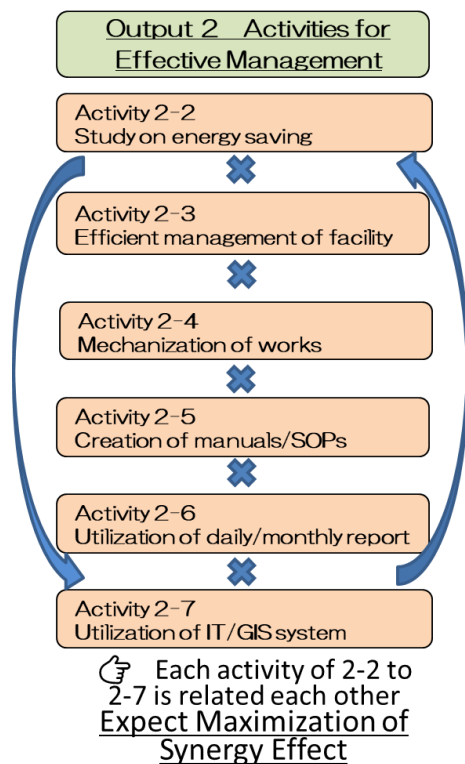 Output 2 Activities for
Effective Management
Activity 2-2
Study on energy saving
Activity 2-3
Efficient management of facility
Activity 2-4
Mechanization of works
Activity 2-5
Creation of manuals/SOPs
Activity 2-6
Utilization of daily/monthly report
Activity 2-7
Utilization of IT/GIS system
☞ Each activity of 2-2 to
2-7 is related each other
Expect Maximization of
Synergy Effect